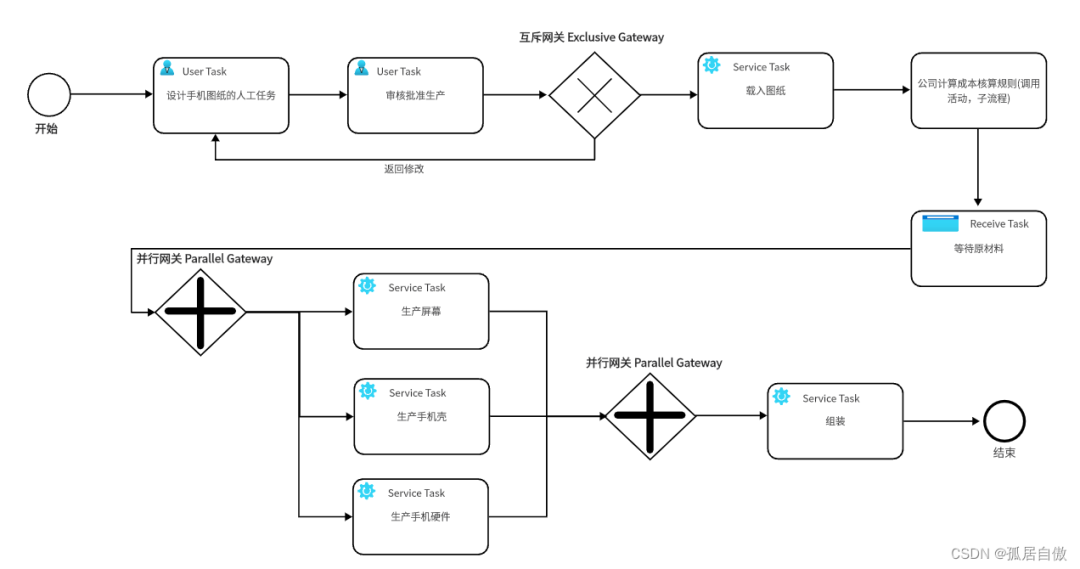 互斥网关 Exclusive Gateway
User Task
设计手机图纸的人工任务
User Task
审核批准生产
Service Task
载入图纸
公司计算成本核算规则(调用
活动，子流程)
开始
返回修改
Receive Task
等待原材料
并行网关 Parallel Gateway
Service Task
生产屏幕
Service Task
生产手机壳
Service Task
生产手机硬件
并行网关 Parallel Gateway
Service Task
组装
结束
CSDN @孤居自傲